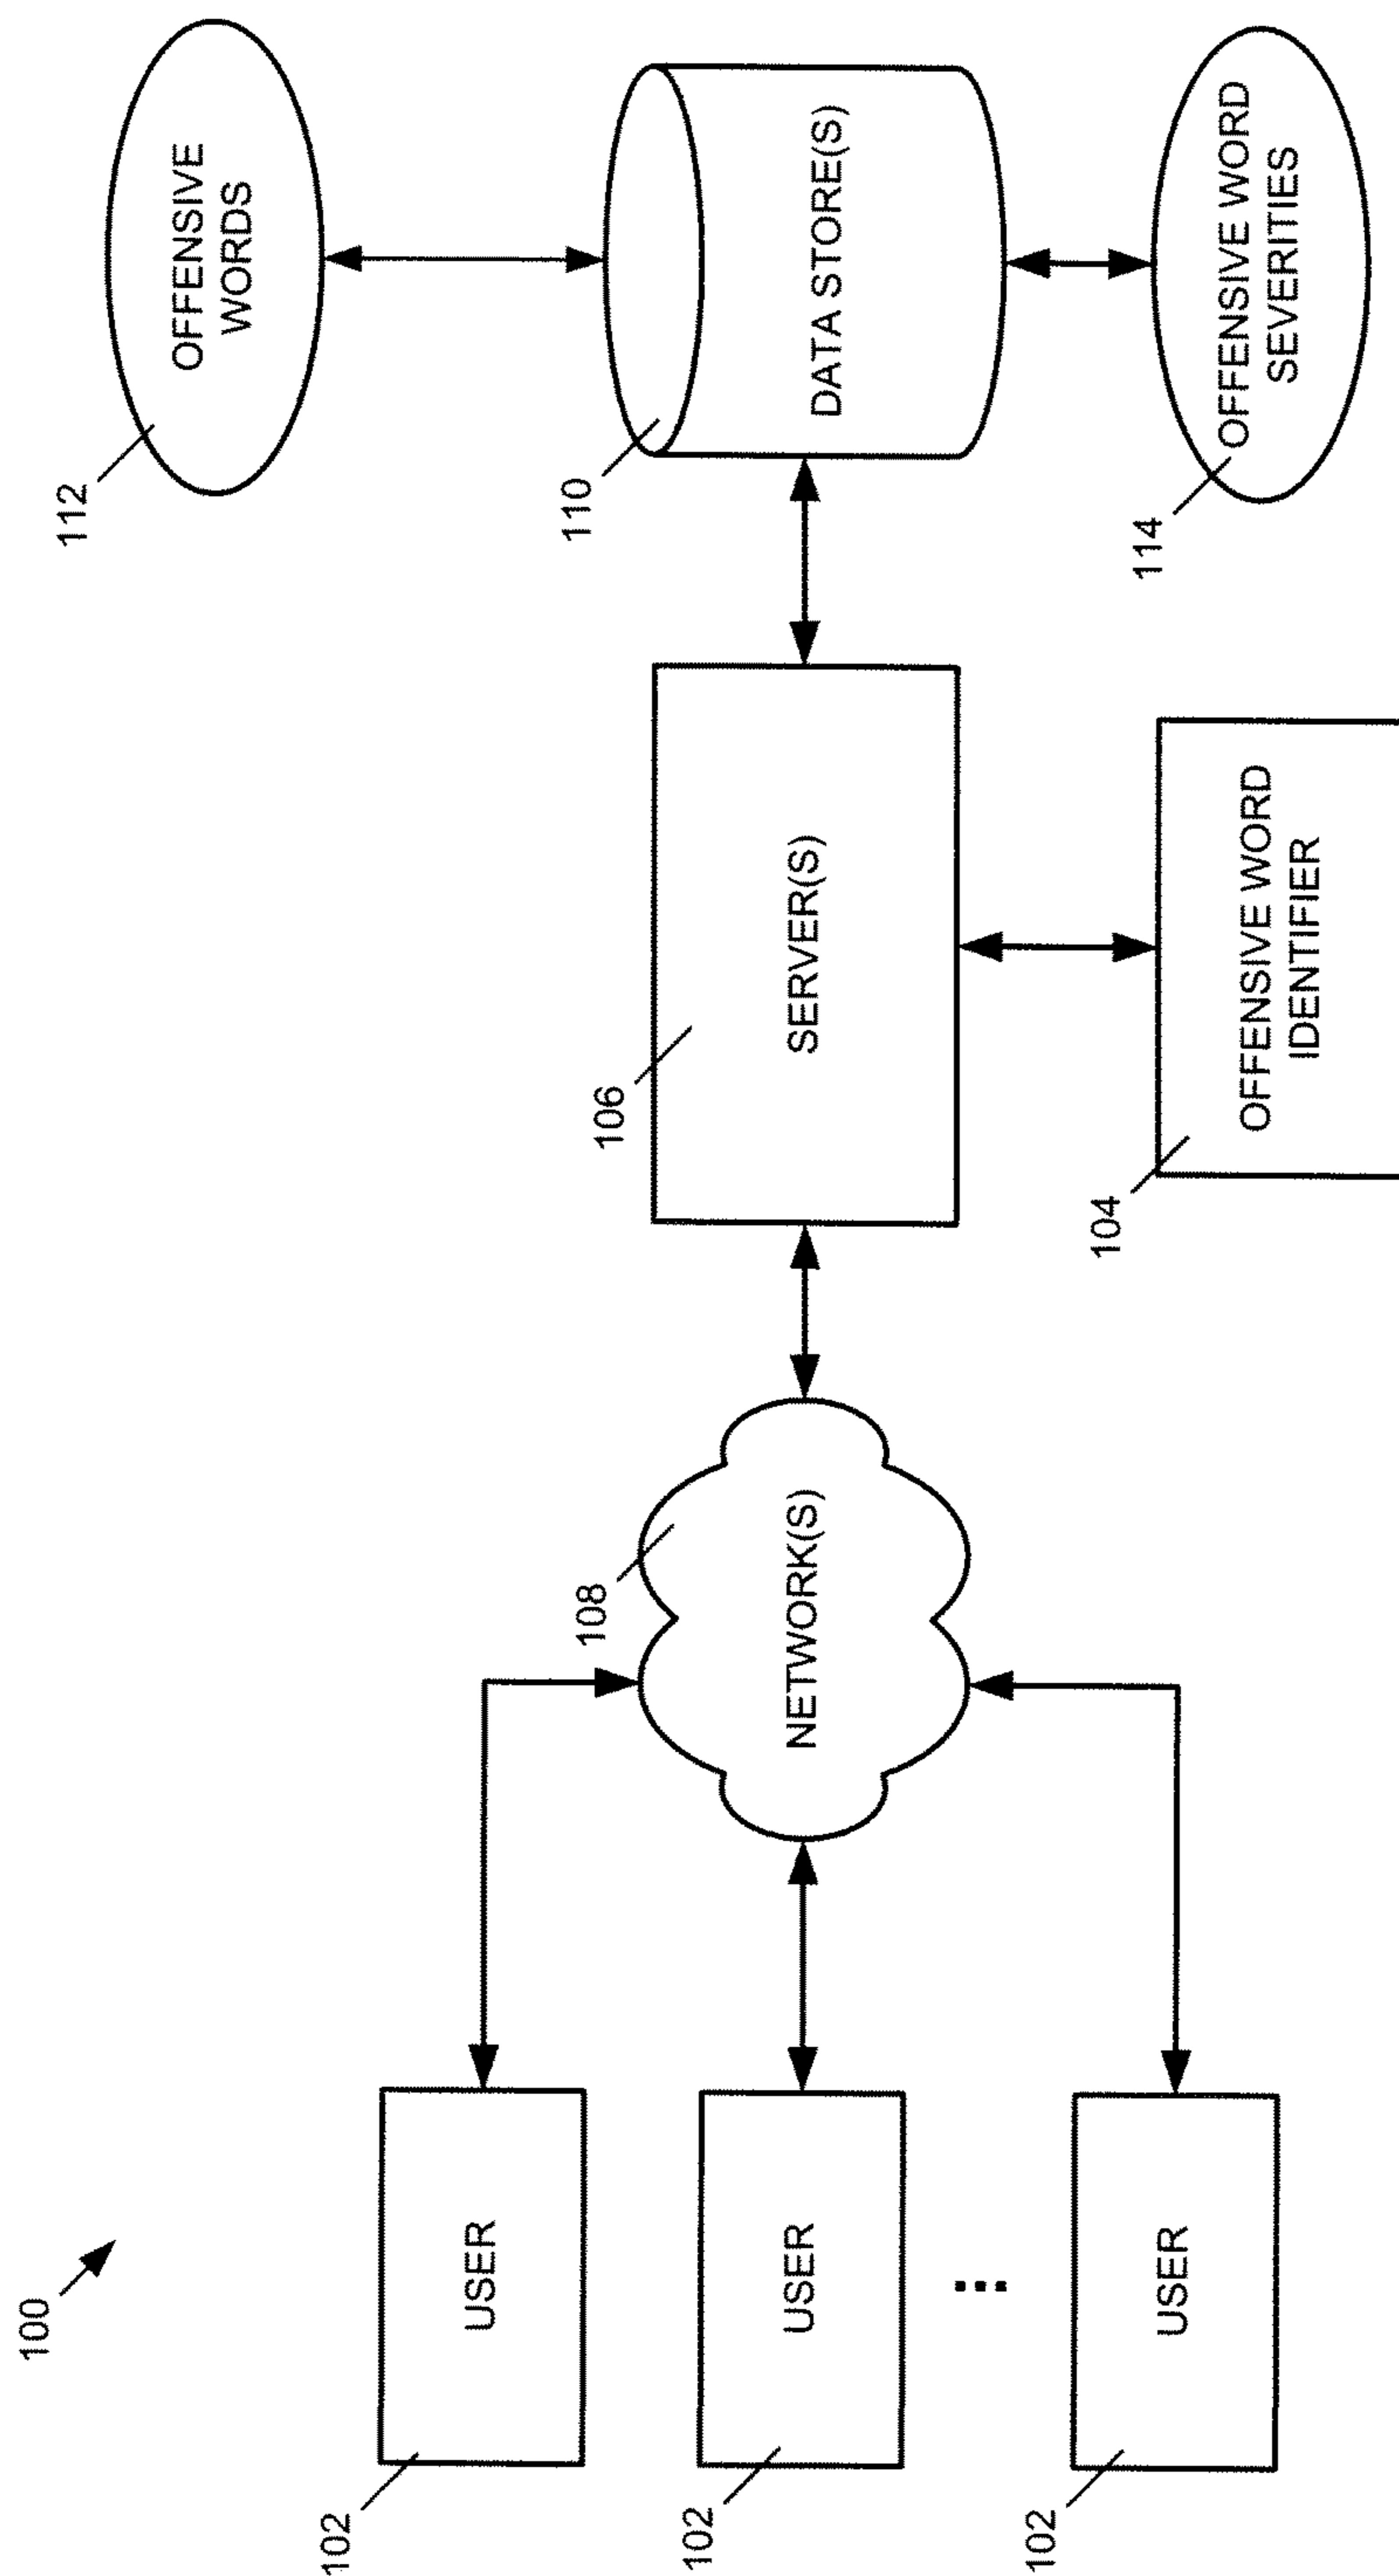 100
112
OFFENSIVE
WORDS
102
USER
108
NETWORK(S)
106
SERVER(S)
110
DATA STORE(S)
102
USER
...
102
USER
104
OFFENSIVE WORD
IDENTIFIER
114
OFFENSIVE WORD
SEVERITIES